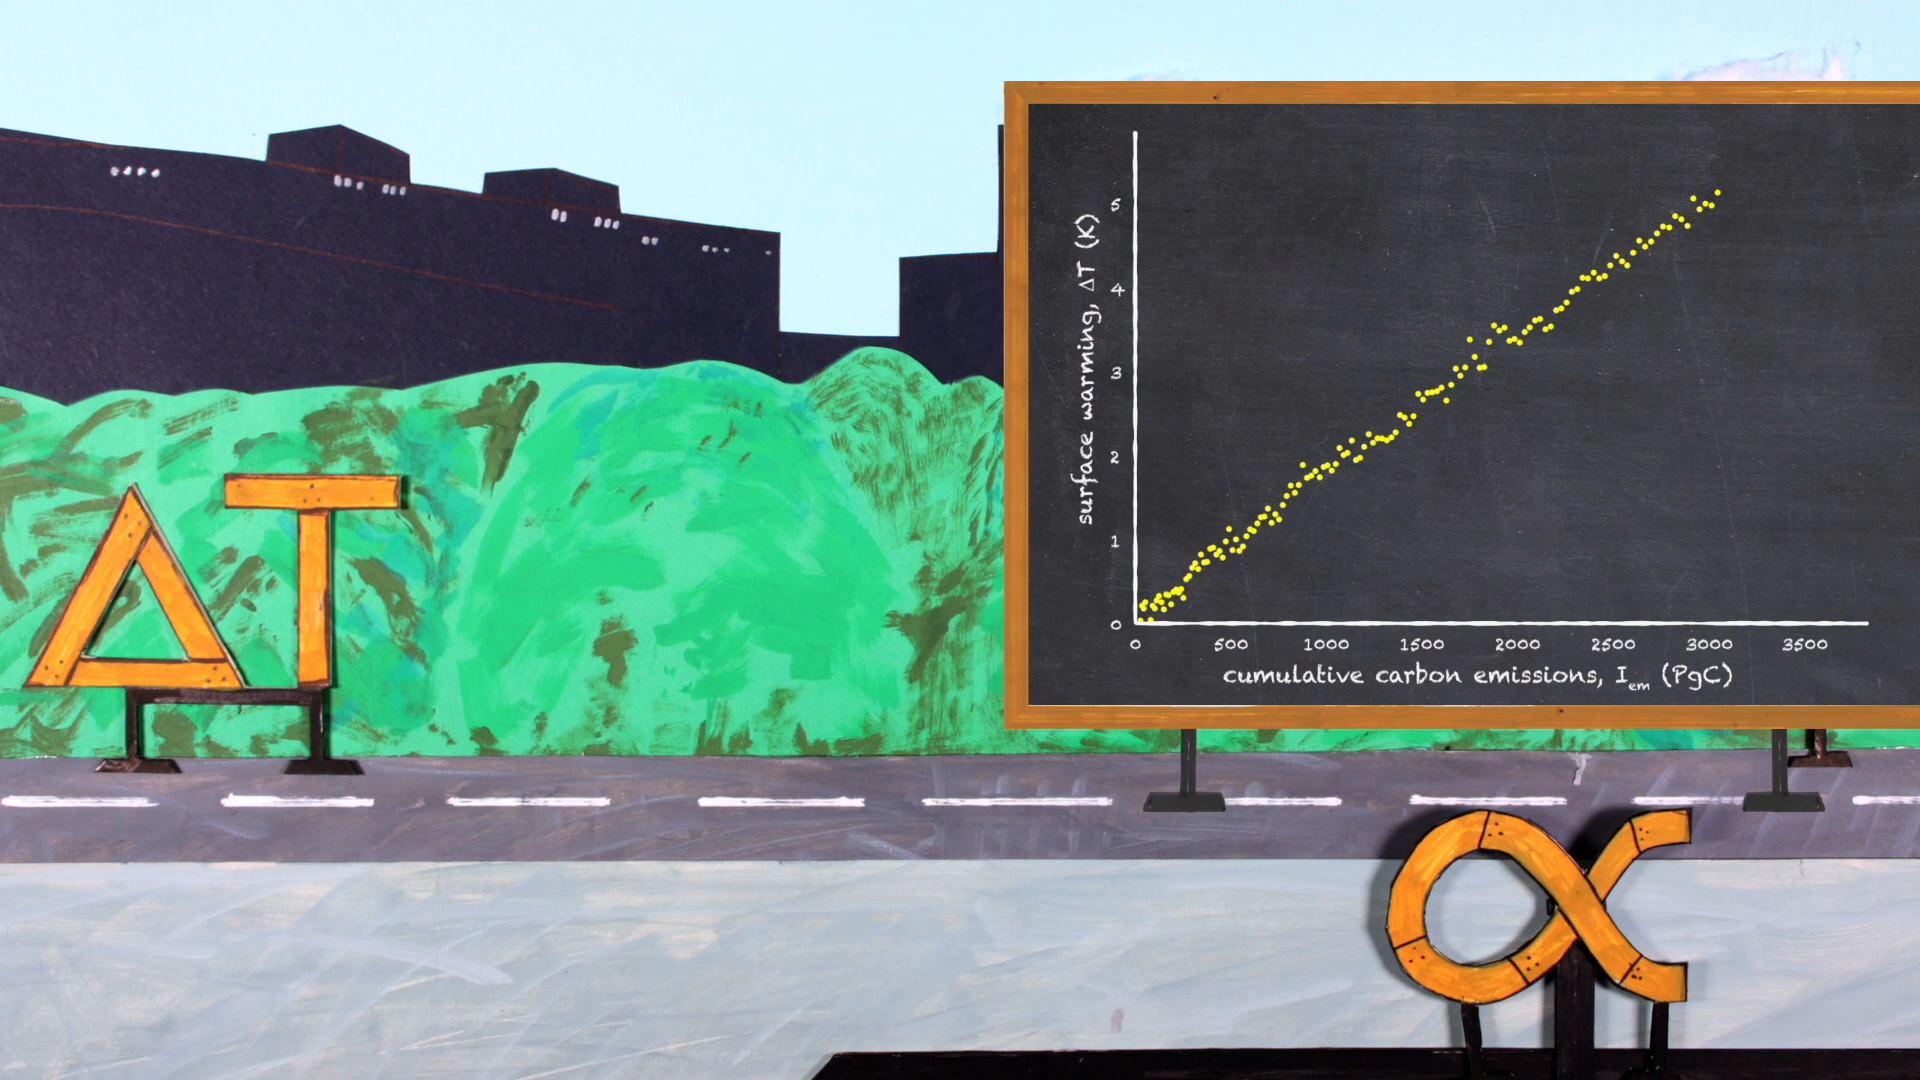 ΔT
surface warming, ΔT (K)
5
4
3
2
1
0
0 500 1000 1500 2000 2500 3000 3500
cumulative carbon emissions, I_em (PgC)
∝